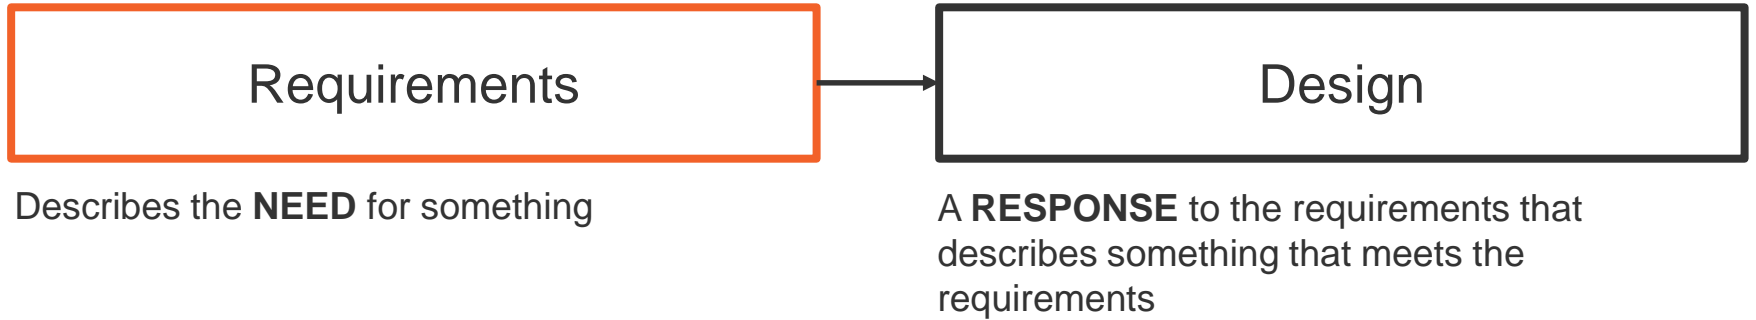 Requirements
Design
Describes the NEED for something
A RESPONSE to the requirements that
describes something that meets the
requirements